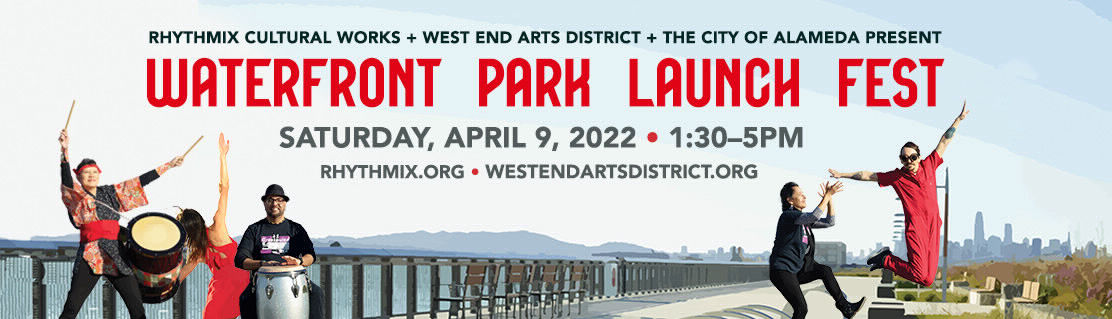 RHYTHMIX CULTURAL WORKS + WEST END ARTS DISTRICT + THE CITY OF ALAMEDA PRESENT
WATERFRONT PARK LAUNCH FEST
SATURDAY, APRIL 9, 2022 • 1:30–5PM
RHYTHMIX.ORG • WESTENDARTSDISTRICT.ORG